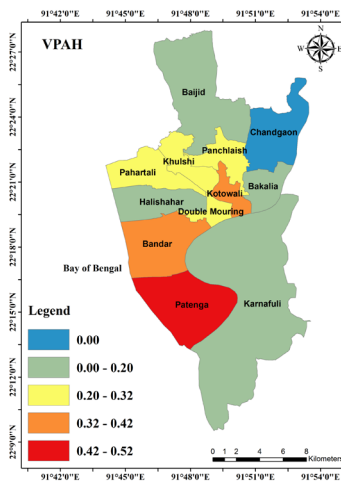 91°42'0"E 91°45'0"E 91°48'0"E 91°51'0"E 91°54'0"E
VPAH
N
W E
S
22°27'0"N
22°24'0"N
22°21'0"N
22°18'0"N
22°15'0"N
22°12'0"N
22°9'0"N
Baijid
Chandgaon
Panchlaish
Khulshi
Pahartali
Bakalia
Kotowali
Halishahar
Double Mouring
Bandar
Bay of Bengal
Patenga
Karnafuli
Legend
0.00
0.00 - 0.20
0.20 - 0.32
0.32 - 0.42
0.42 - 0.52
0 1 2 4 6 8
Kilometers
91°42'0"E 91°45'0"E 91°48'0"E 91°51'0"E 91°54'0"E